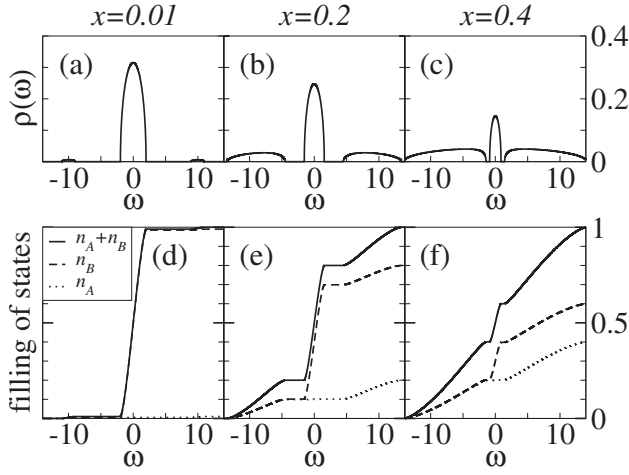 x=0.01 x=0.2 x=0.4
(a) (b) (c)
ρ(ω)
0.4
0.2
0
-10 0 10 -10 0 10 -10 0 10
ω ω ω
filling of states
n_A+n_B
n_B
n_A
(d) (e) (f)
1
0.5
0
-10 0 10 -10 0 10 -10 0 10
ω ω ω